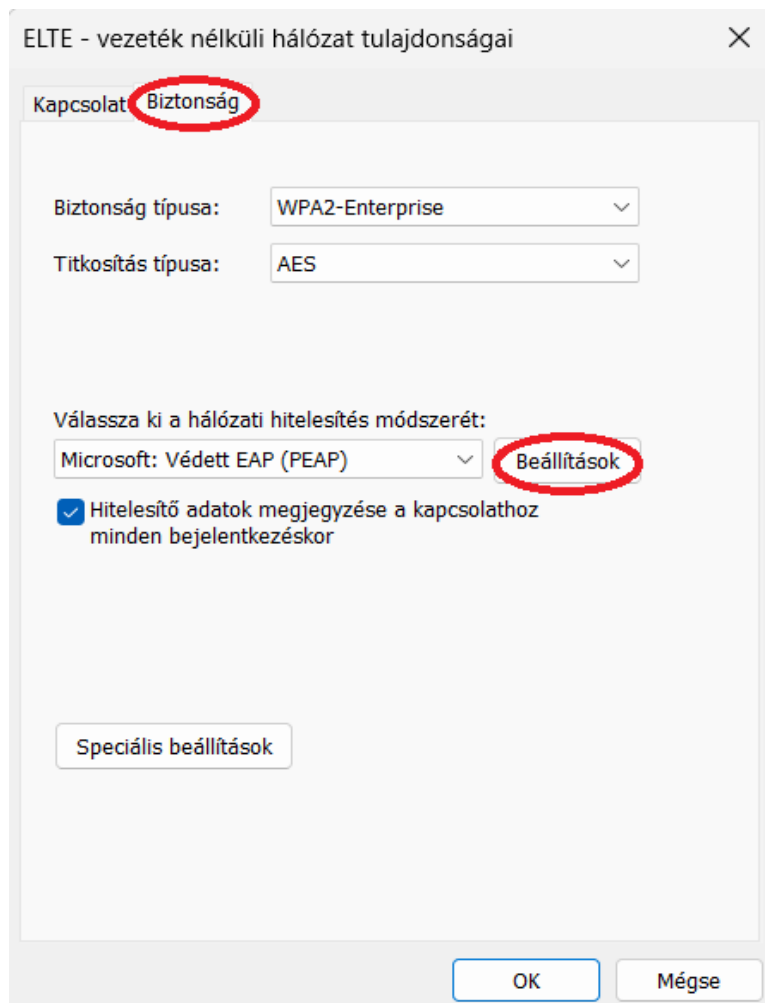 ELTE - vezeték nélküli hálózat tulajdonságai
Kapcsolat Biztonság
Biztonság típusa: WPA2-Enterprise
Titkosítás típusa: AES
Válassza ki a hálózati hitelesítés módszerét:
Microsoft: Védett EAP (PEAP) Beállítások
Hitelesítő adatok megjegyzése a kapcsolathoz
minden bejelentkezéskor
Speciális beállítások
OK Mégse